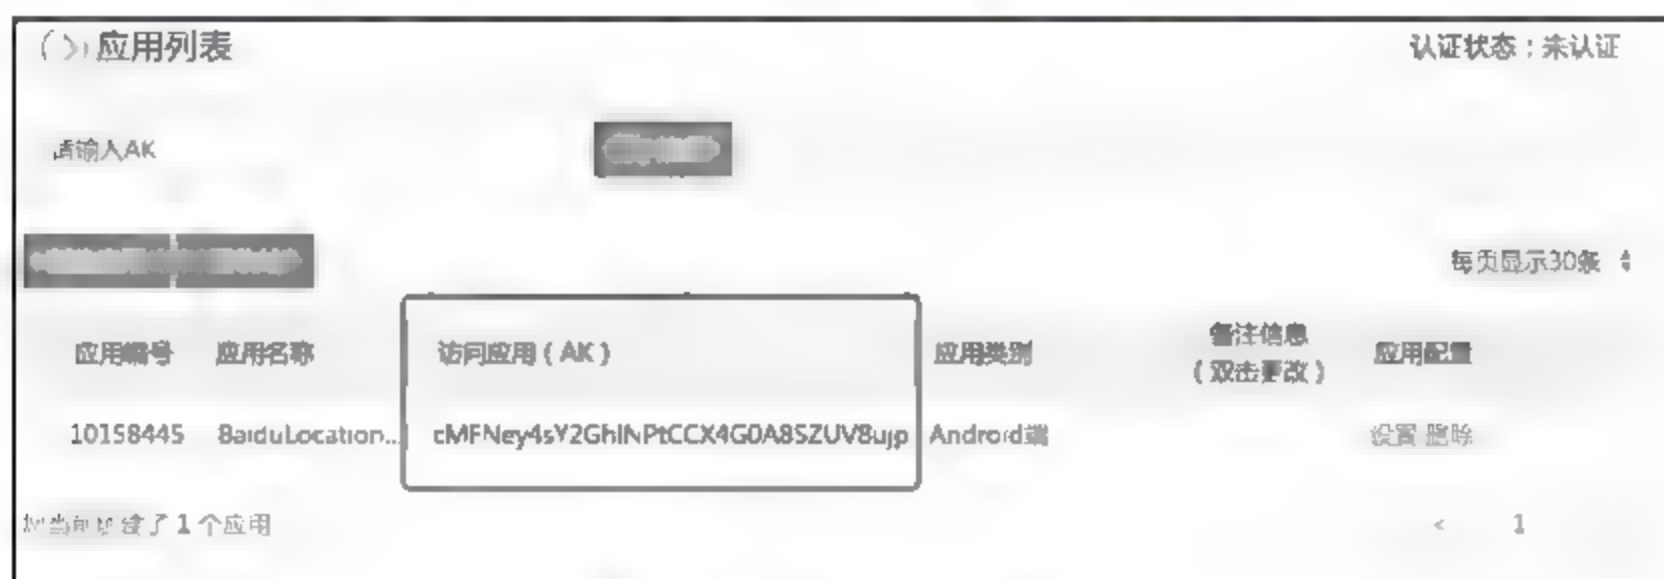 应用列表
认证状态：未认证
请输入AK
每页显示30条
应用编号 应用名称 访问应用（AK） 应用类别 备注信息（双击更改） 应用配置
10158445 BaiduLocation... Android端 设置 删除
了1个应用
< 1